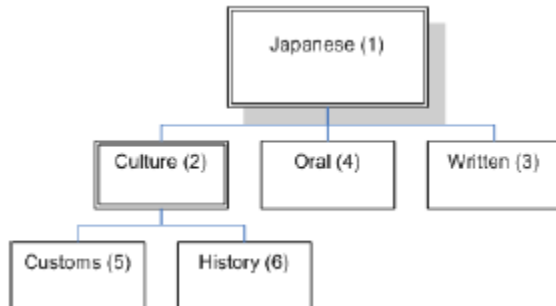 Japanese (1)
Culture (2)
Oral (4)
Written (3)
Customs (5)
History (6)